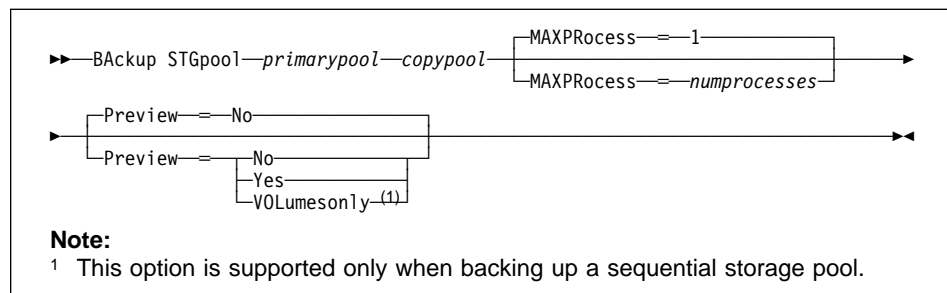 MAXPRocess = 1
BAckup STGpool primarypool copypool
MAXPRocess = numprocesses
Preview = No
Preview = No
Yes
VOLumesonly (1)
Note:
1 This option is supported only when backing up a sequential storage pool.